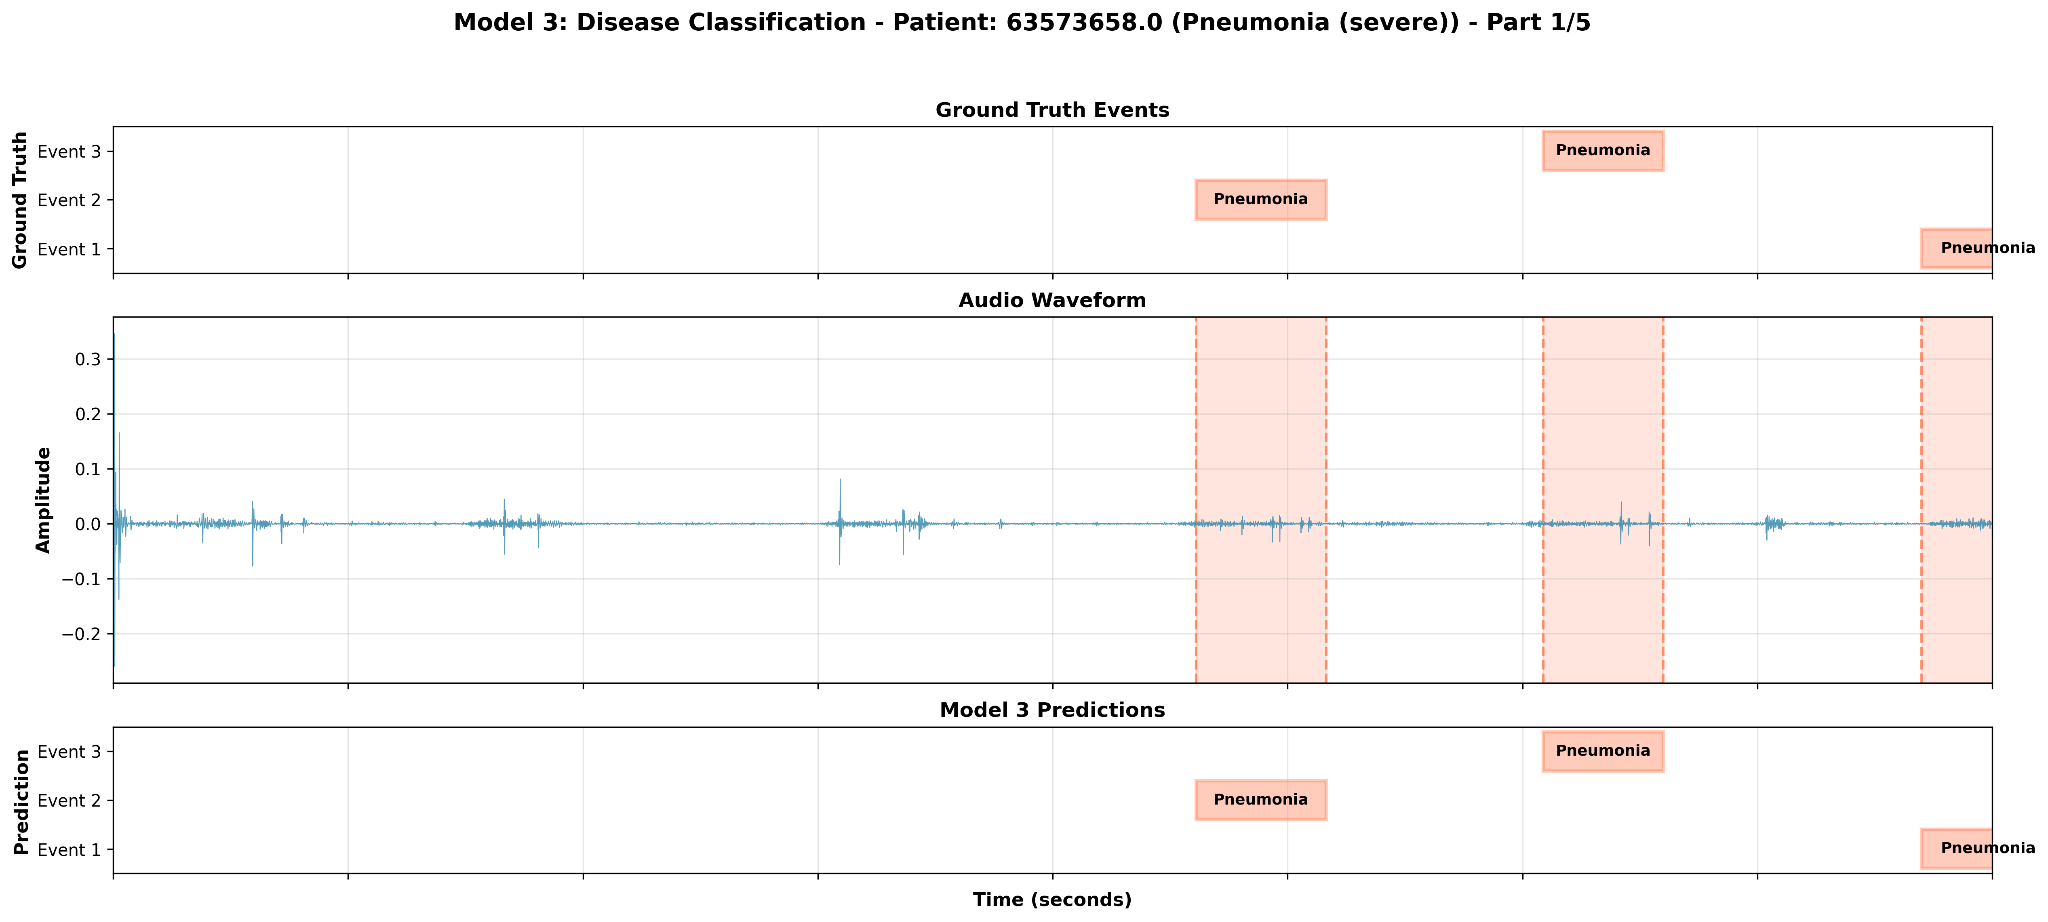 Model 3: Disease Classification - Patient: 63573658.0 (Pneumonia (severe)) - Part 1/5
Ground Truth Events
Ground Truth
Event 3
Pneumonia
Event 2
Pneumonia
Event 1
Pneumonia
Audio Waveform
Amplitude
0.3
0.2
0.1
0.0
−0.1
−0.2
Model 3 Predictions
Prediction
Event 3
Pneumonia
Event 2
Pneumonia
Event 1
Pneumonia
Time (seconds)